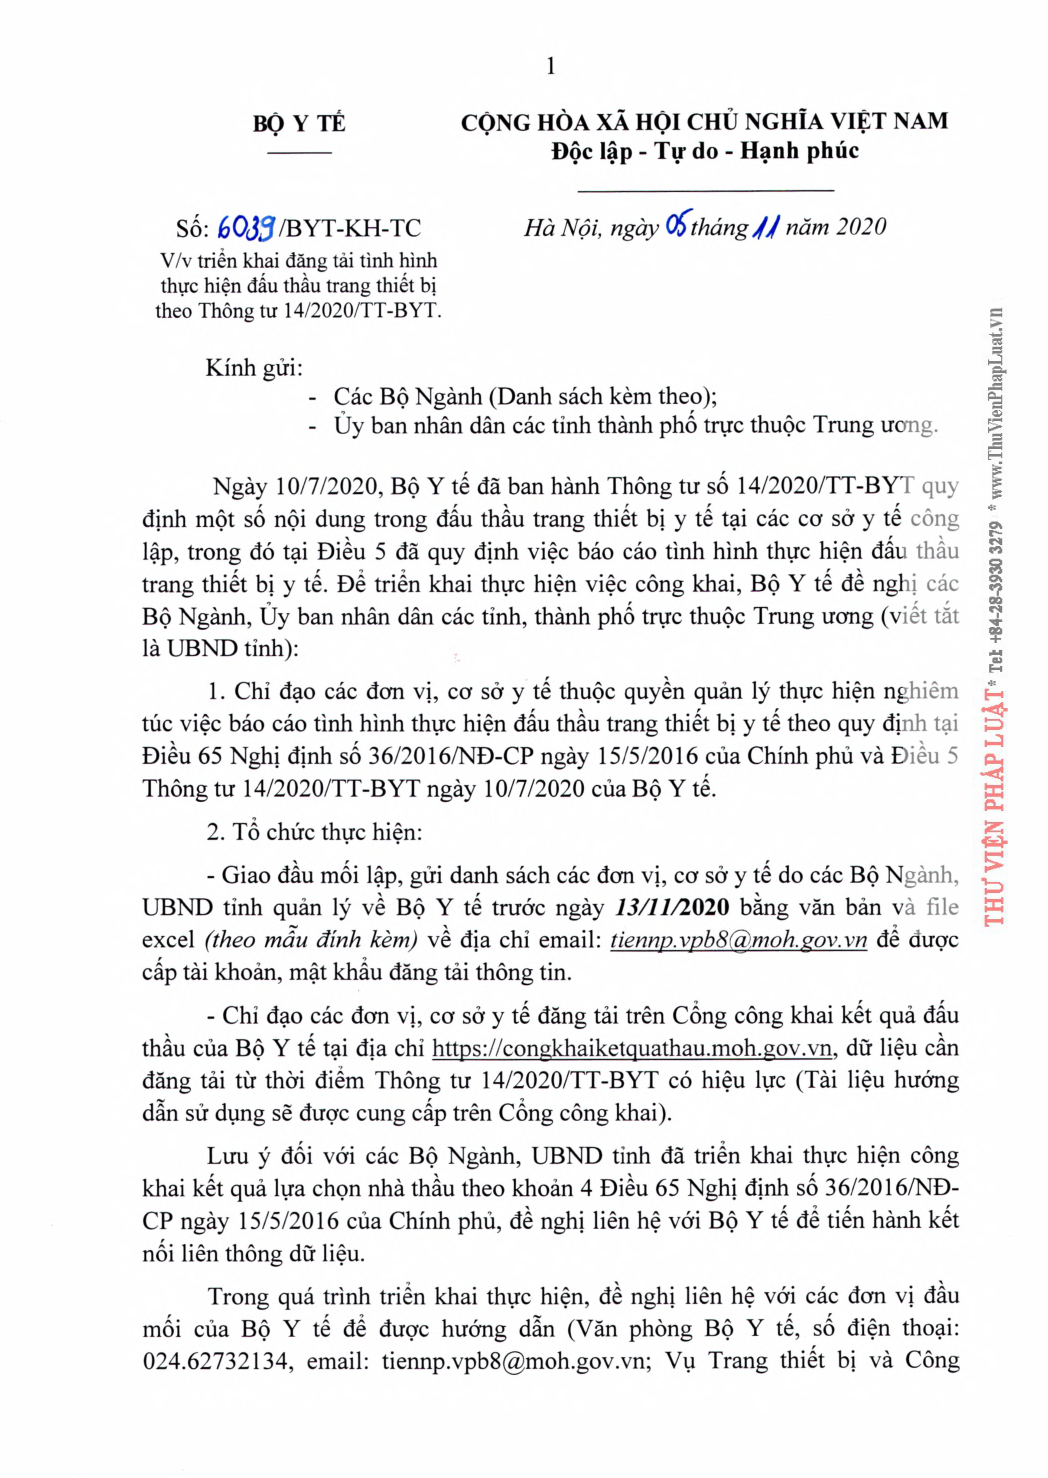 1
BỘ Y TẾ
CỘNG HÒA XÃ HỘI CHỦ NGHĨA VIỆT NAM
Độc lập - Tự do - Hạnh phúc
Số: 6039/BYT-KH-TC
Hà Nội, ngày 05 tháng 11 năm 2020
V/v triển khai đăng tải tình hình
thực hiện đấu thầu trang thiết bị
theo Thông tư 14/2020/TT-BYT.
Kính gửi:
- Các Bộ Ngành (Danh sách kèm theo);
- Ủy ban nhân dân các tỉnh thành phố trực thuộc Trung ương.
Ngày 10/7/2020, Bộ Y tế đã ban hành Thông tư số 14/2020/TT-BYT quy
định một số nội dung trong đấu thầu trang thiết bị y tế tại các cơ sở y tế công
lập, trong đó tại Điều 5 đã quy định việc báo cáo tình hình thực hiện đấu thầu
trang thiết bị y tế. Để triển khai thực hiện việc công khai, Bộ Y tế đề nghị các
Bộ Ngành, Ủy ban nhân dân các tỉnh, thành phố trực thuộc Trung ương (viết tắt
là UBND tỉnh):
1. Chỉ đạo các đơn vị, cơ sở y tế thuộc quyền quản lý thực hiện nghiêm
túc việc báo cáo tình hình thực hiện đấu thầu trang thiết bị y tế theo quy định tại
Điều 65 Nghị định số 36/2016/NĐ-CP ngày 15/5/2016 của Chính phủ và Điều 5
Thông tư 14/2020/TT-BYT ngày 10/7/2020 của Bộ Y tế.
2. Tổ chức thực hiện:
- Giao đầu mối lập, gửi danh sách các đơn vị, cơ sở y tế do các Bộ Ngành,
UBND tỉnh quản lý về Bộ Y tế trước ngày 13/11/2020 bằng văn bản và file
excel (theo mẫu đính kèm) về địa chỉ email: tiennp.vpb8@moh.gov.vn để được
cấp tài khoản, mật khẩu đăng tải thông tin.
- Chỉ đạo các đơn vị, cơ sở y tế đăng tải trên Cổng công khai kết quả đấu
thầu của Bộ Y tế tại địa chỉ https://congkhaiketquathau.moh.gov.vn, dữ liệu cần
đăng tải từ thời điểm Thông tư 14/2020/TT-BYT có hiệu lực (Tài liệu hướng
dẫn sử dụng sẽ được cung cấp trên Cổng công khai).
Lưu ý đối với các Bộ Ngành, UBND tỉnh đã triển khai thực hiện công
khai kết quả lựa chọn nhà thầu theo khoản 4 Điều 65 Nghị định số 36/2016/NĐ-
CP ngày 15/5/2016 của Chính phủ, đề nghị liên hệ với Bộ Y tế để tiến hành kết
nối liên thông dữ liệu.
Trong quá trình triển khai thực hiện, đề nghị liên hệ với các đơn vị đầu
mối của Bộ Y tế để được hướng dẫn (Văn phòng Bộ Y tế, số điện thoại:
024.62732134, email: tiennp.vpb8@moh.gov.vn; Vụ Trang thiết bị và Công
THƯ VIỆN PHÁP LUẬT * Tel: +84-28-3930 3279 * www.ThuVienPhapLuat.vn